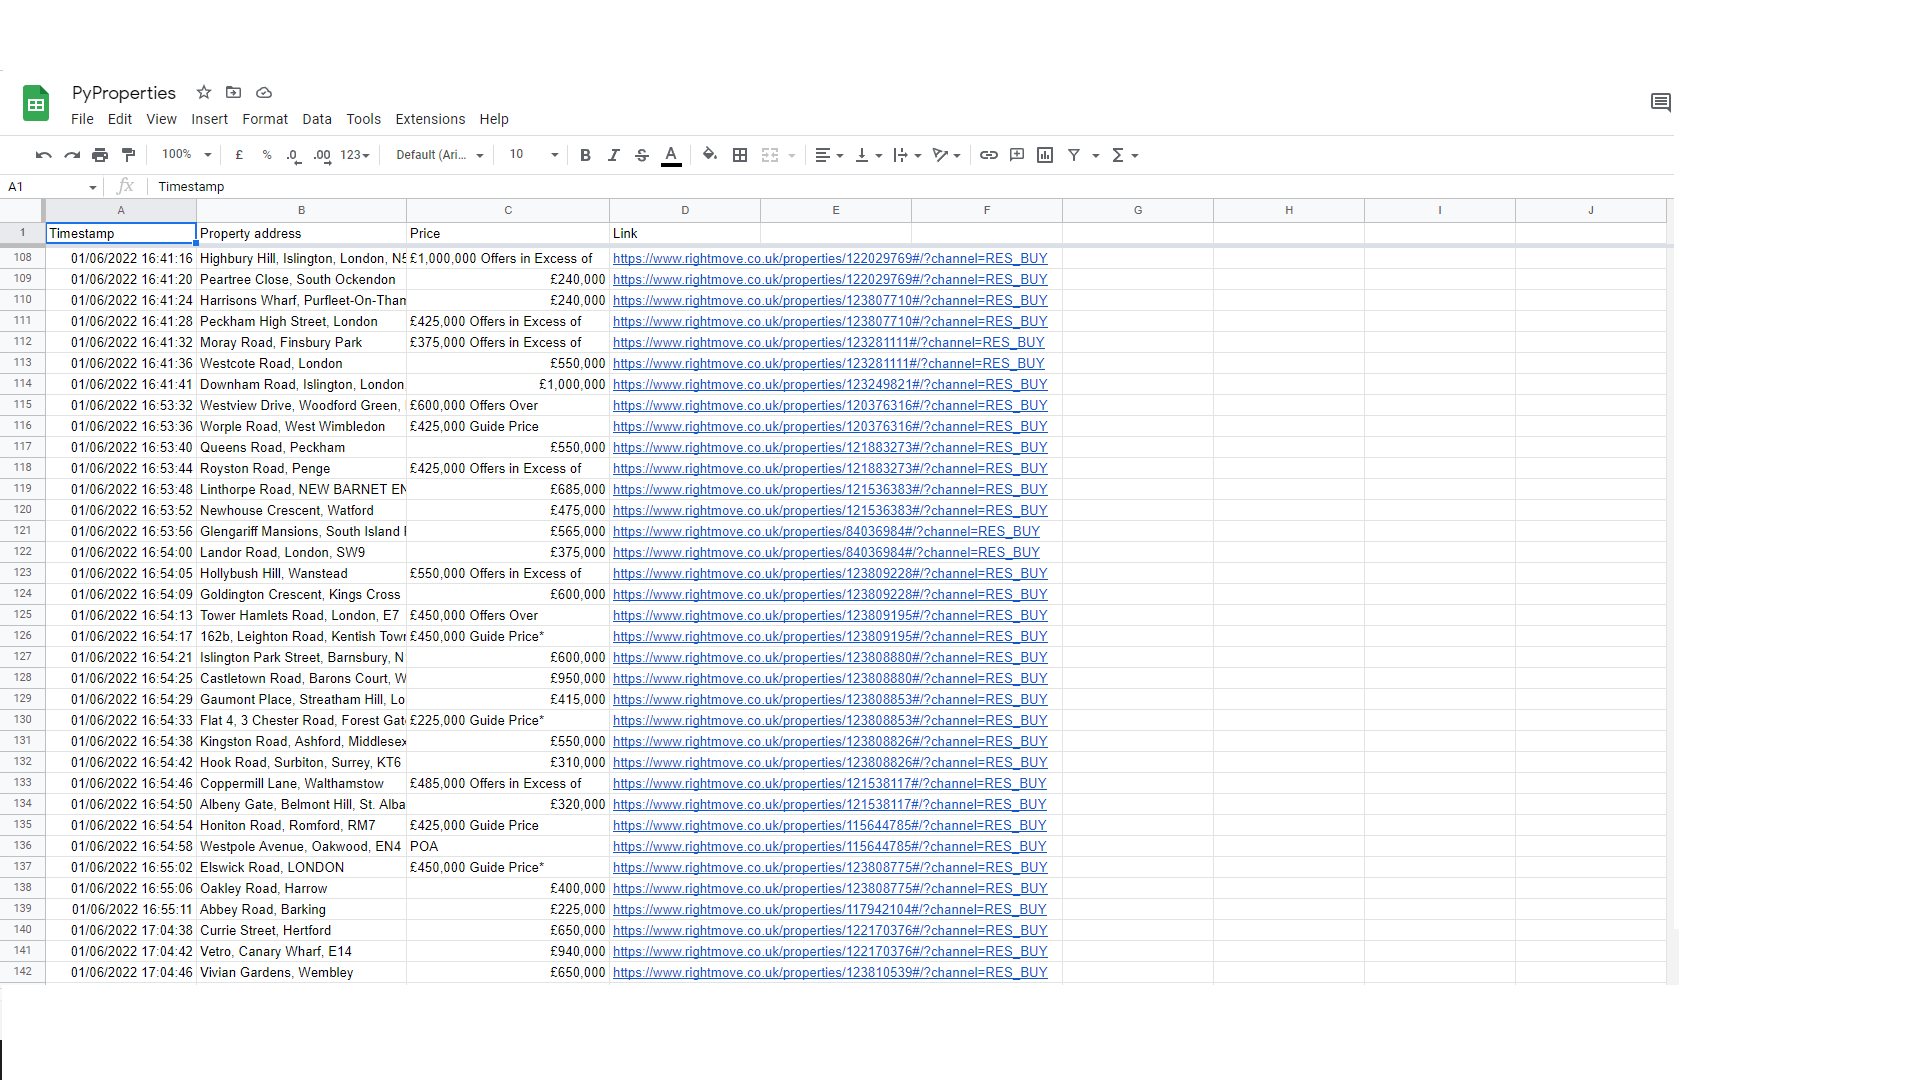 PyProperties
File Edit View Insert Format Data Tools Extensions Help
100% £ % .0 .00 123 Default (Ari... 10 B I S A
A1 fx Timestamp
A B C D E F G H I J
1 Timestamp Property address Price Link
108 01/06/2022 16:41:16 Highbury Hill, Islington, London, N5 £1,000,000 Offers in Excess of https://www.rightmove.co.uk/properties/122029769#/?channel=RES_BUY
109 01/06/2022 16:41:20 Peartree Close, South Ockendon £240,000 https://www.rightmove.co.uk/properties/122029769#/?channel=RES_BUY
110 01/06/2022 16:41:24 Harrisons Wharf, Purfleet-On-Tham £240,000 https://www.rightmove.co.uk/properties/123807710#/?channel=RES_BUY
111 01/06/2022 16:41:28 Peckham High Street, London £425,000 Offers in Excess of https://www.rightmove.co.uk/properties/123807710#/?channel=RES_BUY
112 01/06/2022 16:41:32 Moray Road, Finsbury Park £375,000 Offers in Excess of https://www.rightmove.co.uk/properties/123281111#/?channel=RES_BUY
113 01/06/2022 16:41:36 Westcote Road, London £550,000 https://www.rightmove.co.uk/properties/123281111#/?channel=RES_BUY
114 01/06/2022 16:41:41 Downham Road, Islington, London £1,000,000 https://www.rightmove.co.uk/properties/123249821#/?channel=RES_BUY
115 01/06/2022 16:53:32 Westview Drive, Woodford Green, £600,000 Offers Over https://www.rightmove.co.uk/properties/120376316#/?channel=RES_BUY
116 01/06/2022 16:53:36 Worple Road, West Wimbledon £425,000 Guide Price https://www.rightmove.co.uk/properties/120376316#/?channel=RES_BUY
117 01/06/2022 16:53:40 Queens Road, Peckham £550,000 https://www.rightmove.co.uk/properties/121883273#/?channel=RES_BUY
118 01/06/2022 16:53:44 Royston Road, Penge £425,000 Offers in Excess of https://www.rightmove.co.uk/properties/121883273#/?channel=RES_BUY
119 01/06/2022 16:53:48 Linthorpe Road, NEW BARNET EN £685,000 https://www.rightmove.co.uk/properties/121536383#/?channel=RES_BUY
120 01/06/2022 16:53:52 Newhouse Crescent, Watford £475,000 https://www.rightmove.co.uk/properties/121536383#/?channel=RES_BUY
121 01/06/2022 16:53:56 Glengariff Mansions, South Island £565,000 https://www.rightmove.co.uk/properties/84036984#/?channel=RES_BUY
122 01/06/2022 16:54:00 Landor Road, London, SW9 £375,000 https://www.rightmove.co.uk/properties/84036984#/?channel=RES_BUY
123 01/06/2022 16:54:05 Hollybush Hill, Wanstead £550,000 Offers in Excess of https://www.rightmove.co.uk/properties/123809228#/?channel=RES_BUY
124 01/06/2022 16:54:09 Goldington Crescent, Kings Cross £600,000 https://www.rightmove.co.uk/properties/123809228#/?channel=RES_BUY
125 01/06/2022 16:54:13 Tower Hamlets Road, London, E7 £450,000 Offers Over https://www.rightmove.co.uk/properties/123809195#/?channel=RES_BUY
126 01/06/2022 16:54:17 162b, Leighton Road, Kentish Town £450,000 Guide Price* https://www.rightmove.co.uk/properties/123809195#/?channel=RES_BUY
127 01/06/2022 16:54:21 Islington Park Street, Barnsbury, N £600,000 https://www.rightmove.co.uk/properties/123808880#/?channel=RES_BUY
128 01/06/2022 16:54:25 Castletown Road, Barons Court, W £950,000 https://www.rightmove.co.uk/properties/123808880#/?channel=RES_BUY
129 01/06/2022 16:54:29 Gaumont Place, Streatham Hill, Lo £415,000 https://www.rightmove.co.uk/properties/123808853#/?channel=RES_BUY
130 01/06/2022 16:54:33 Flat 4, 3 Chester Road, Forest Gate £225,000 Guide Price* https://www.rightmove.co.uk/properties/123808853#/?channel=RES_BUY
131 01/06/2022 16:54:38 Kingston Road, Ashford, Middlesex £550,000 https://www.rightmove.co.uk/properties/123808826#/?channel=RES_BUY
132 01/06/2022 16:54:42 Hook Road, Surbiton, Surrey, KT6 £310,000 https://www.rightmove.co.uk/properties/123808826#/?channel=RES_BUY
133 01/06/2022 16:54:46 Coppermill Lane, Walthamstow £485,000 Offers in Excess of https://www.rightmove.co.uk/properties/121538117#/?channel=RES_BUY
134 01/06/2022 16:54:50 Albeny Gate, Belmont Hill, St. Alba £320,000 https://www.rightmove.co.uk/properties/121538117#/?channel=RES_BUY
135 01/06/2022 16:54:54 Honiton Road, Romford, RM7 £425,000 Guide Price https://www.rightmove.co.uk/properties/115644785#/?channel=RES_BUY
136 01/06/2022 16:54:58 Westpole Avenue, Oakwood, EN4 POA https://www.rightmove.co.uk/properties/115644785#/?channel=RES_BUY
137 01/06/2022 16:55:02 Elswick Road, LONDON £450,000 Guide Price* https://www.rightmove.co.uk/properties/123808775#/?channel=RES_BUY
138 01/06/2022 16:55:06 Oakley Road, Harrow £400,000 https://www.rightmove.co.uk/properties/123808775#/?channel=RES_BUY
139 01/06/2022 16:55:11 Abbey Road, Barking £225,000 https://www.rightmove.co.uk/properties/117942104#/?channel=RES_BUY
140 01/06/2022 17:04:38 Currie Street, Hertford £650,000 https://www.rightmove.co.uk/properties/122170376#/?channel=RES_BUY
141 01/06/2022 17:04:42 Vetro, Canary Wharf, E14 £940,000 https://www.rightmove.co.uk/properties/122170376#/?channel=RES_BUY
142 01/06/2022 17:04:46 Vivian Gardens, Wembley £650,000 https://www.rightmove.co.uk/properties/123810539#/?channel=RES_BUY